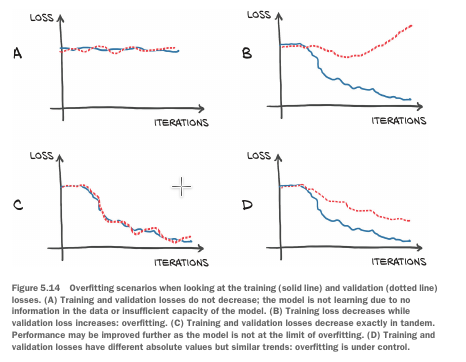 A
LOSS
ITERATIONS
B
LOSS
ITERATIONS
C
LOSS
ITERATIONS
D
LOSS
ITERATIONS
Figure 5.14 Overfitting scenarios when looking at the training (solid line) and validation (dotted line)
losses. (A) Training and validation losses do not decrease; the model is not learning due to no
information in the data or insufficient capacity of the model. (B) Training loss decreases while
validation loss increases: overfitting. (C) Training and validation losses decrease exactly in tandem.
Performance may be improved further as the model is not at the limit of overfitting. (D) Training and
validation losses have different absolute values but similar trends: overfitting is under control.